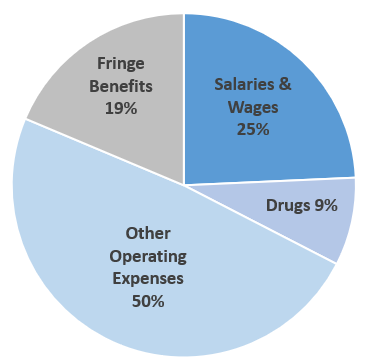 Fringe
Benefits
19%
Salaries &
Wages
25%
Drugs 9%
Other
Operating
Expenses
50%